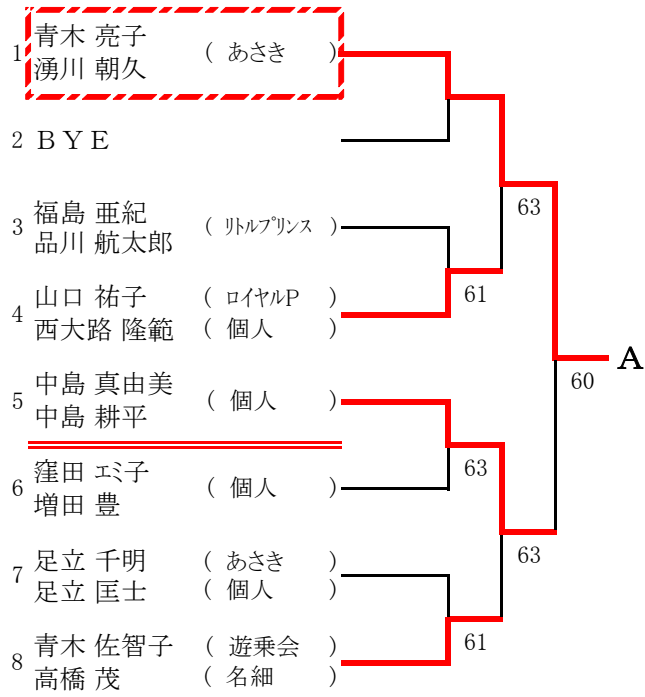 1 青木 亮子 ( あさき )
湧川 朝久
2 ＢＹＥ
3 福島 亜紀 ( リトルプリンス )
品川 航太郎
63
4 山口 祐子 ( ロイヤルP )
西大路 隆範 ( 個人 )
61
A
60
5 中島 真由美 ( 個人 )
中島 耕平
6 窪田 エミ子 ( 個人 )
増田 豊
63
7 足立 千明 ( あさき )
足立 匡士 ( 個人 )
63
8 青木 佐智子 ( 遊乗会 )
高橋 茂 ( 名細 )
61